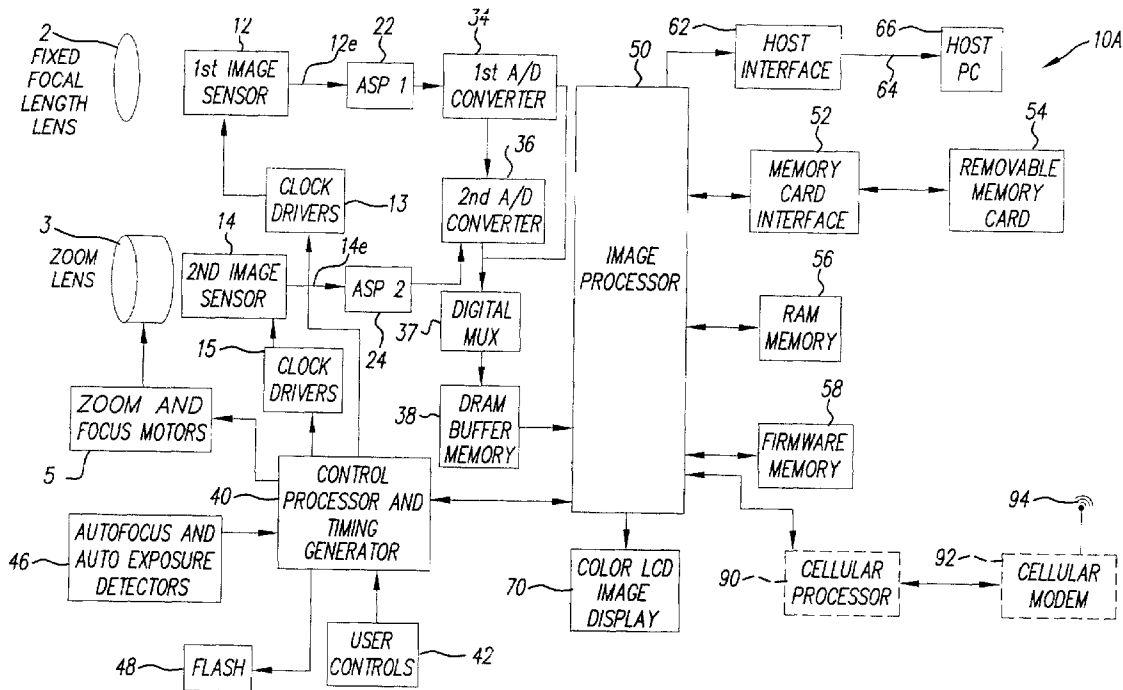 2
FIXED
FOCAL
LENGTH
LENS
12
1st IMAGE
SENSOR
12e
22
ASP 1
34
1st A/D
CONVERTER
50
IMAGE
PROCESSOR
62
HOST
INTERFACE
64
66
HOST
PC
10A
36
2nd A/D
CONVERTER
52
MEMORY
CARD
INTERFACE
54
REMOVABLE
MEMORY
CARD
CLOCK
DRIVERS
13
3
ZOOM
LENS
14
2ND IMAGE
SENSOR
14e
ASP 2
24
37
DIGITAL
MUX
56
RAM
MEMORY
15
CLOCK
DRIVERS
38
DRAM
BUFFER
MEMORY
58
FIRMWARE
MEMORY
ZOOM AND
FOCUS MOTORS
5
40
CONTROL
PROCESSOR AND
TIMING
GENERATOR
46
AUTOFOCUS AND
AUTO EXPOSURE
DETECTORS
70
COLOR LCD
IMAGE
DISPLAY
90
CELLULAR
PROCESSOR
92
CELLULAR
MODEM
94
48
FLASH
USER
CONTROLS
42